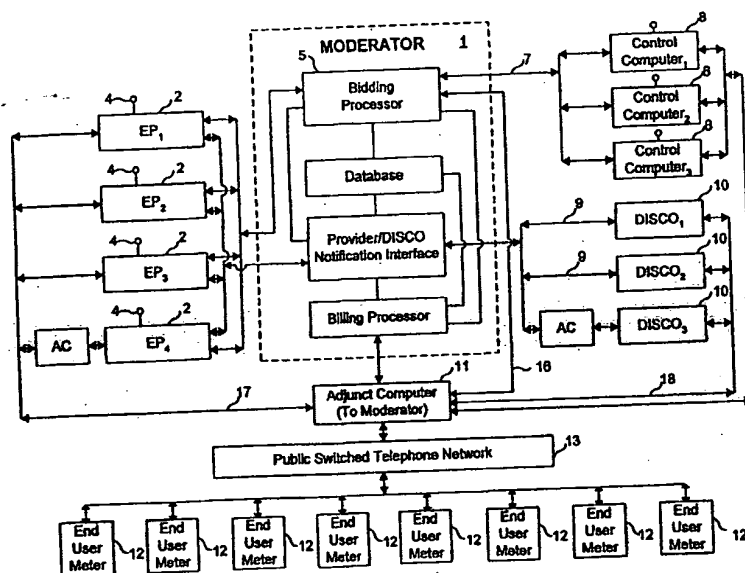 MODERATOR 1
5
Bidding
Processor
Database
Provider/DISCO
Notification Interface
Billing Processor
4
2
EP1
4
2
EP2
4
2
EP3
4
2
AC
EP4
7
8
Control
Computer1
8
Control
Computer2
8
Control
Computer3
10
9
DISCO1
10
9
DISCO2
10
AC
DISCO3
16
17
18
11
Adjunct Computer
(To Moderator)
13
Public Switched Telephone Network
End
User
Meter
12
End
User
Meter
12
End
User
Meter
12
End
User
Meter
12
End
User
Meter
12
End
User
Meter
12
End
User
Meter
12
End
User
Meter
12